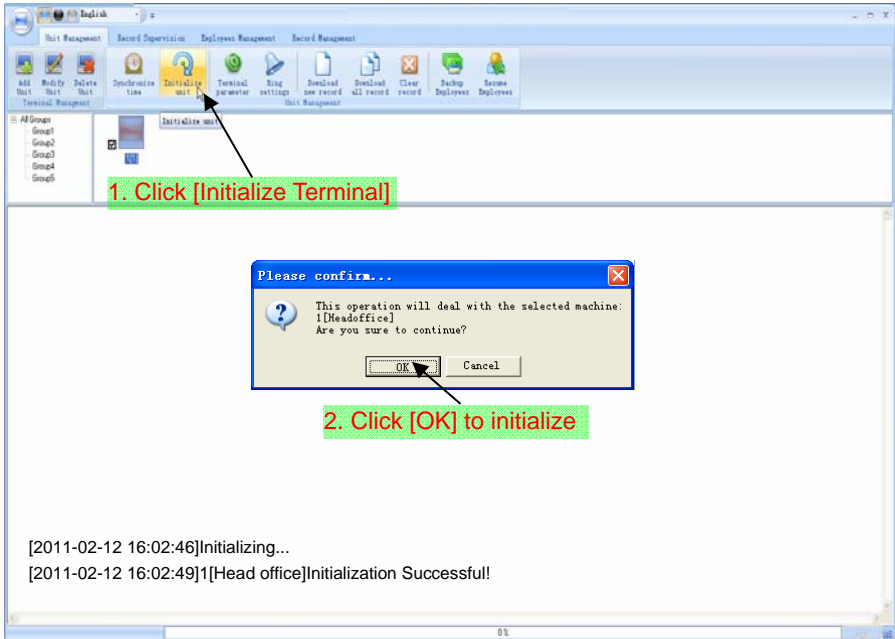 English
Unit Management Record Supervision Employees Management Record Management
Add Unit Modify Unit Delete Unit Synchronize time Initialize unit Terminal parameter Ring settings Download new record Download all record Clear record Backup Employees Resume Employees
Terminal Management Unit Management
All Groups
Initialize unit
Group1
Group2
Group3
Group4
Group5
1. Click [Initialize Terminal]
Please confirm...
This operation will deal with the selected machine:
1[Headoffice]
Are you sure to continue?
OK Cancel
2. Click [OK] to initialize
[2011-02-12 16:02:46]Initializing...
[2011-02-12 16:02:49]1[Head office]Initialization Successful!
0%